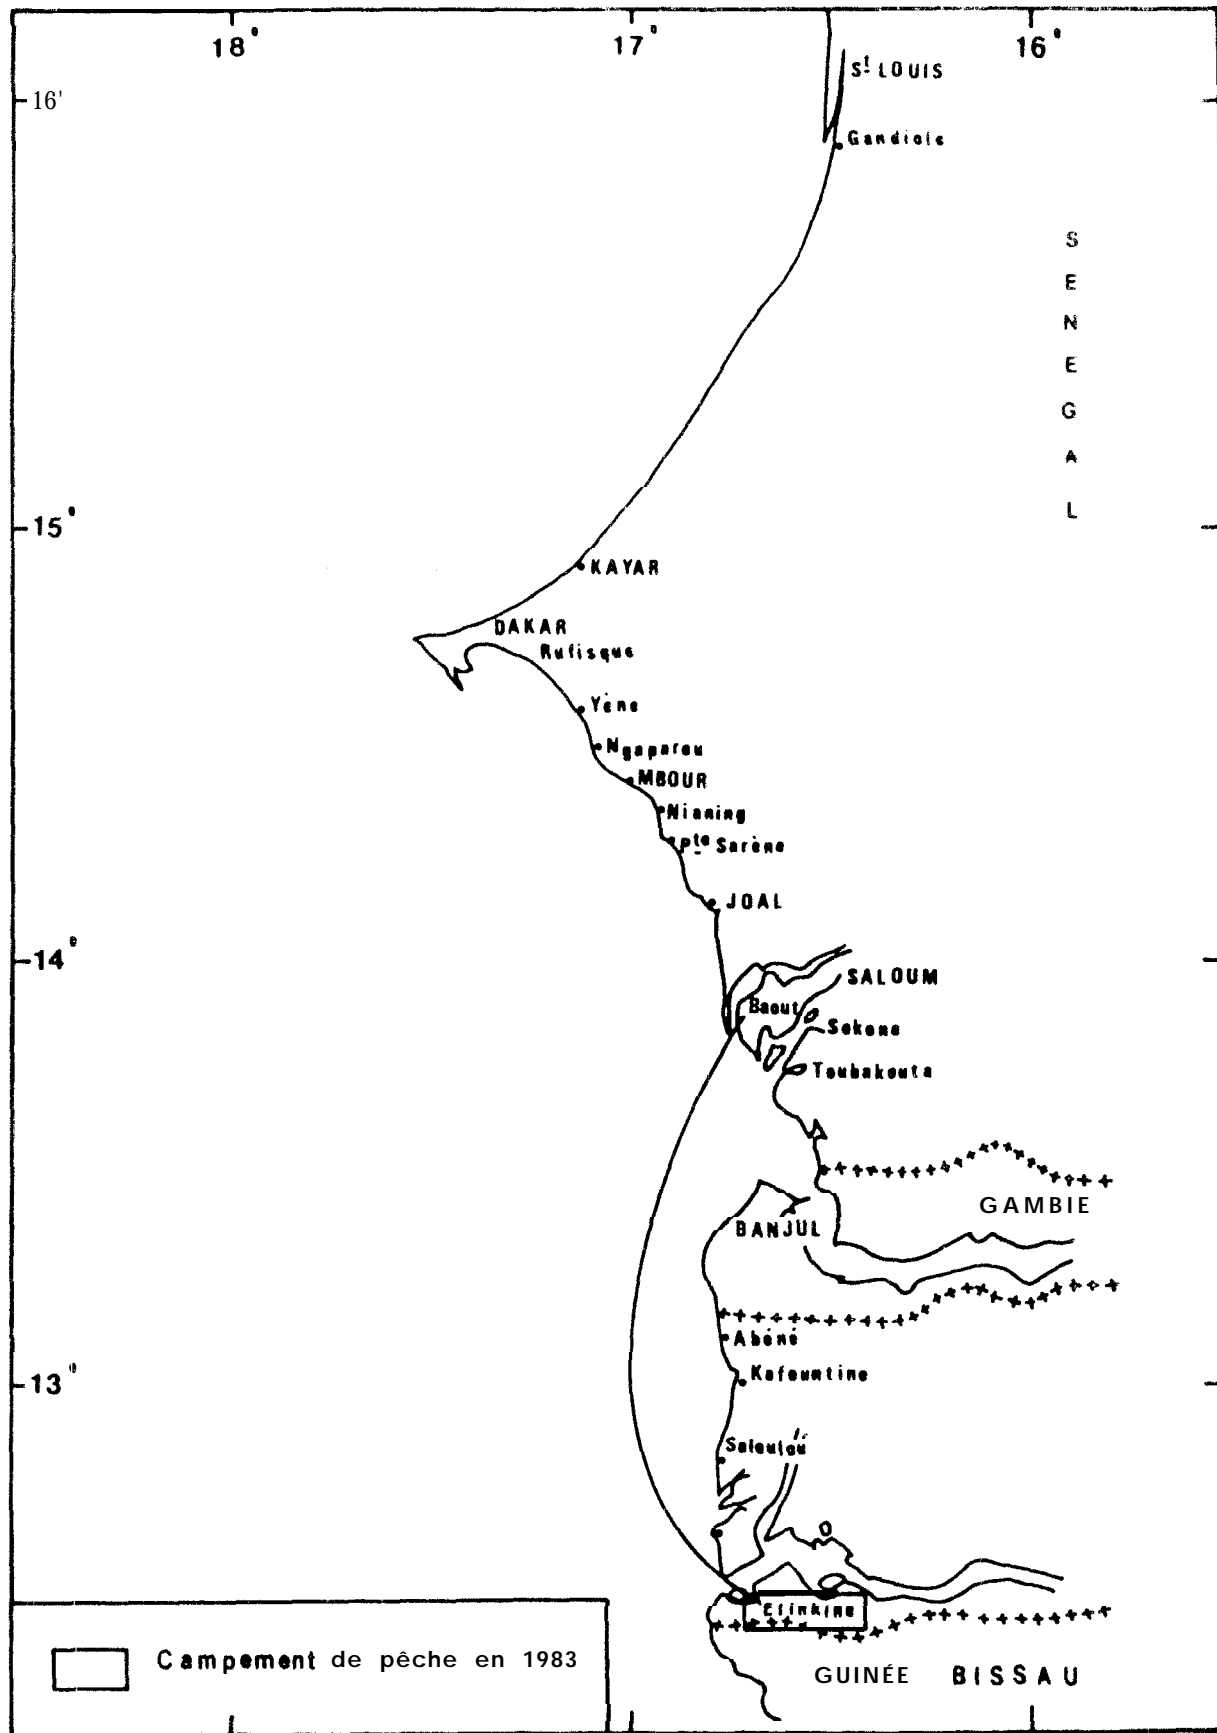 18° 17° 16°
16'
St LOUIS
Gandiole
S
E
N
E
G
A
L
15°
KAYAR
DAKAR
Rufisque
Yène
Ngaparou
MBOUR
Nianing
Pte Sarène
JOAL
14°
SALOUM
Baout
Sokone
Toubakouta
GAMBIE
BANJUL
Abéné
13°
Kafountine
Saloulou
Elinkine
Campement de pêche en 1983
GUINÉE BISSAU